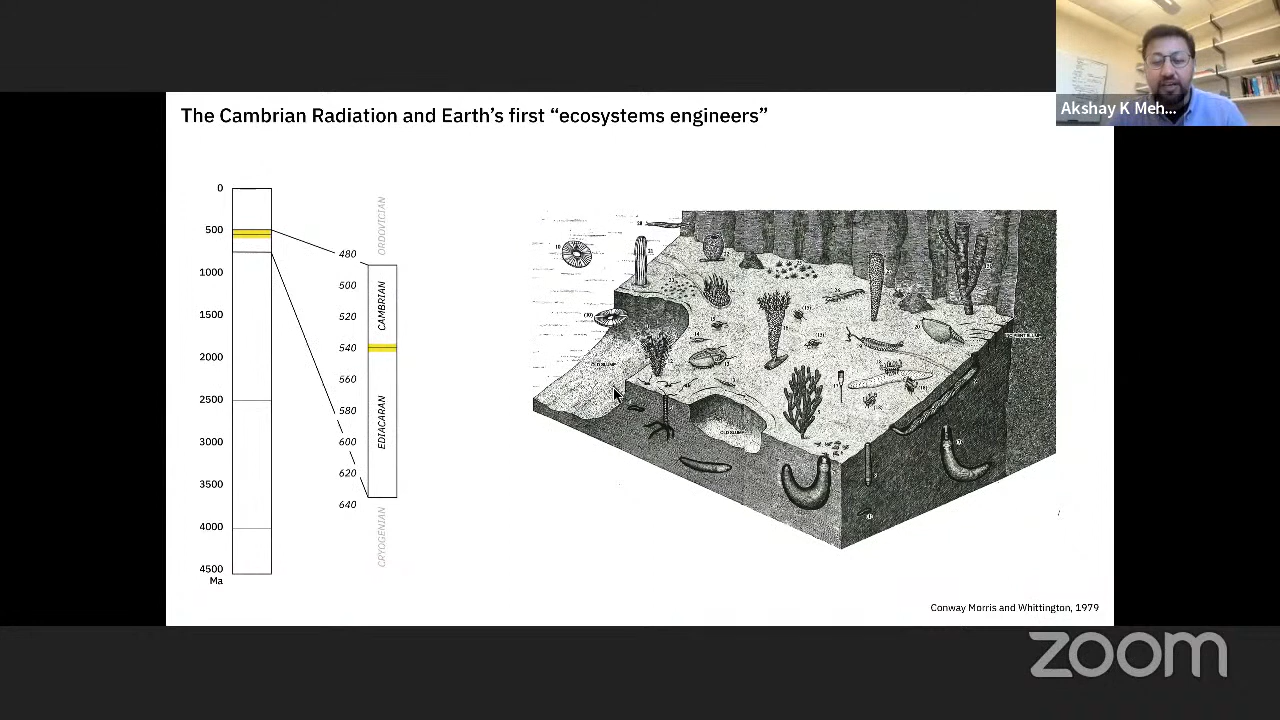 Akshay K Meh...
The Cambrian Radiation and Earth's first “ecosystems engineers”
0
500
1000
1500
2000
2500
3000
3500
4000
4500
Ma
ORDOVICIAN
480
500
520
540
560
580
600
620
640
CAMBRIAN
EDIACARAN
CRYOGENIAN
Conway Morris and Whittington, 1979
zoom